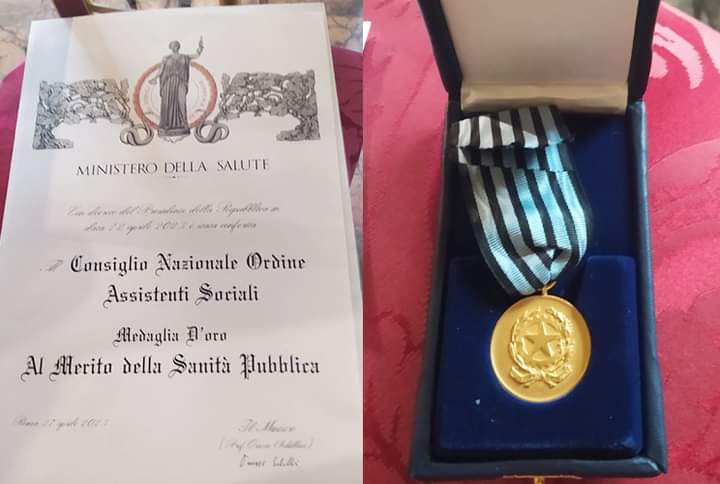 MINISTERO DELLA SALUTE
Con decreto del Presidente della Repubblica in
data 22 aprile 2023 è stata conferita
Al Consiglio Nazionale Ordine
Assistenti Sociali
Medaglia D'oro
Al Merito della Sanità Pubblica
Roma 27 aprile 2023
Il Ministro
(Prof. Orazio Schillaci)